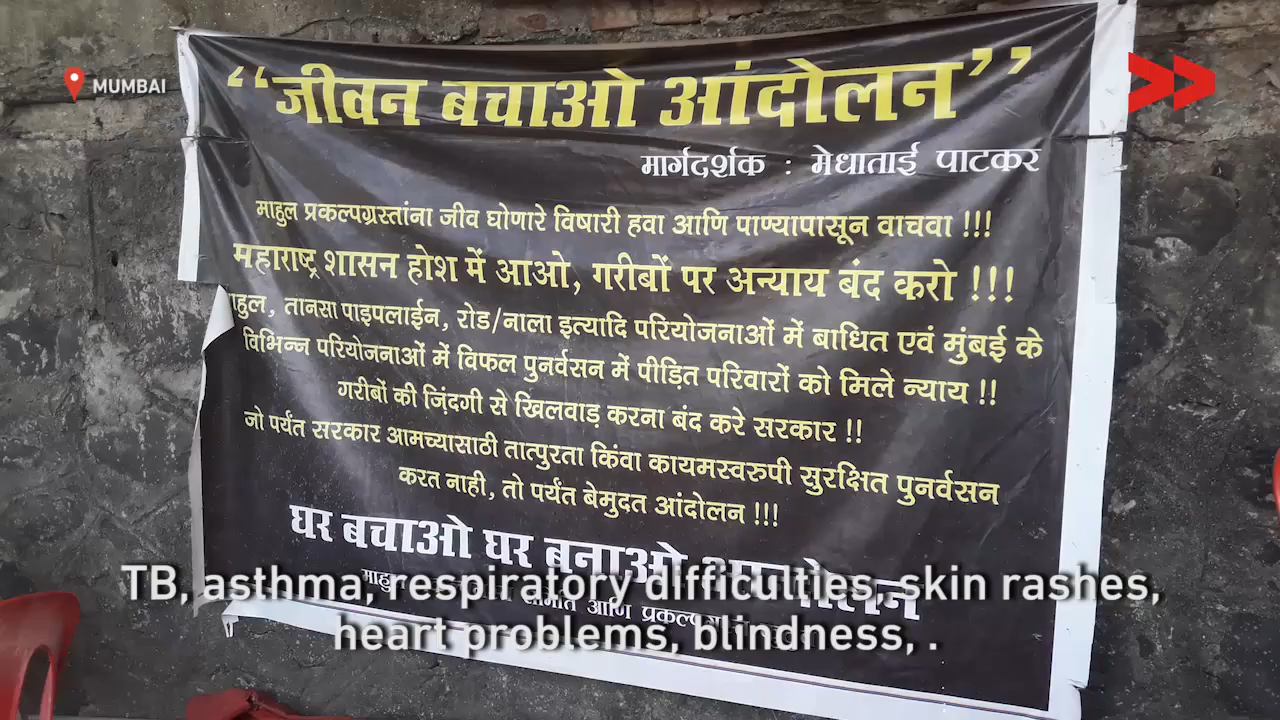 MUMBAI
“जीवन बचाओ आंदोलन”
मार्गदर्शक : मेधाताई पाटकर
माहुल प्रकल्पग्रस्तांना जीव घोणारे विषारी हवा आणि पाण्यापासून वाचवा !!!
महाराष्ट्र शासन होश में आओ, गरीबों पर अन्याय बंद करो !!!
ाहुल, तानसा पाइपलाईन, रोड/नाला इत्यादि परियोजनाओं में बाधित एवं मुंबई के
विभिन्न परियोजनाओं में विफल पुनर्वसन में पीड़ित परिवारों को मिले न्याय !!
गरीबों की ज़िंदगी से खिलवाड़ करना बंद करे सरकार !!
जो पर्यंत सरकार आमच्यासाठी तात्पुरता किंवा कायमस्वरुपी सुरक्षित पुनर्वसन
करत नाही, तो पर्यंत बेमुदत आंदोलन !!!
घर बचाओ घर बनाओ
आणि
TB, asthma, respiratory difficulties, skin rashes,
heart problems, blindness, .